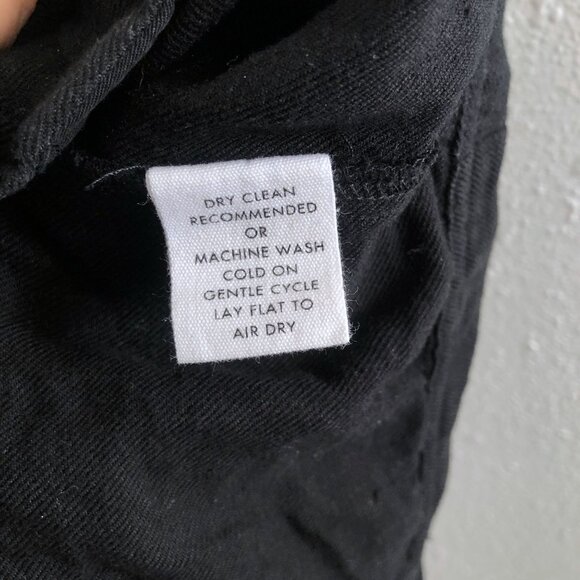 DRY CLEAN
RECOMMENDED
OR
MACHINE WASH
COLD ON
GENTLE CYCLE
LAY FLAT TO
AIR DRY